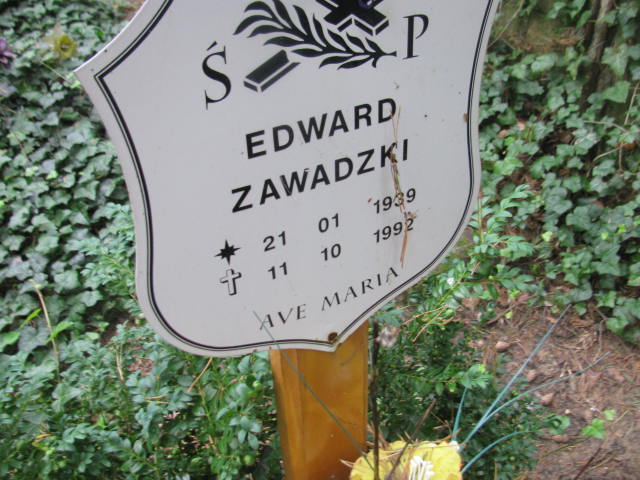 Ś P
EDWARD
ZAWADZKI
21 01 1939
11 10 1992
AVE MARIA